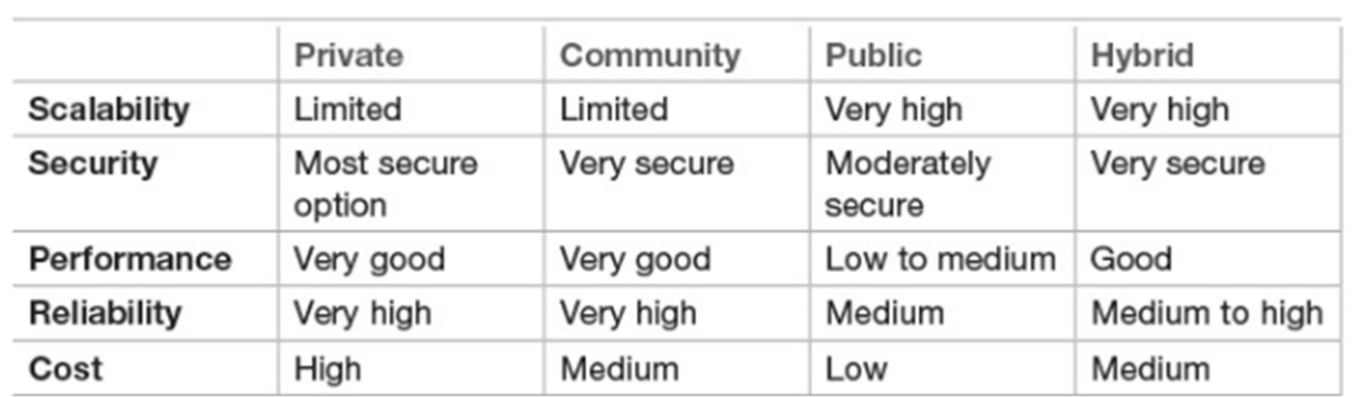 Private Community Public Hybrid
Scalability Limited Limited Very high Very high
Security Most secure Very secure Moderately Very secure
option secure
Performance Very good Very good Low to medium Good
Reliability Very high Very high Medium Medium to high
Cost High Medium Low Medium